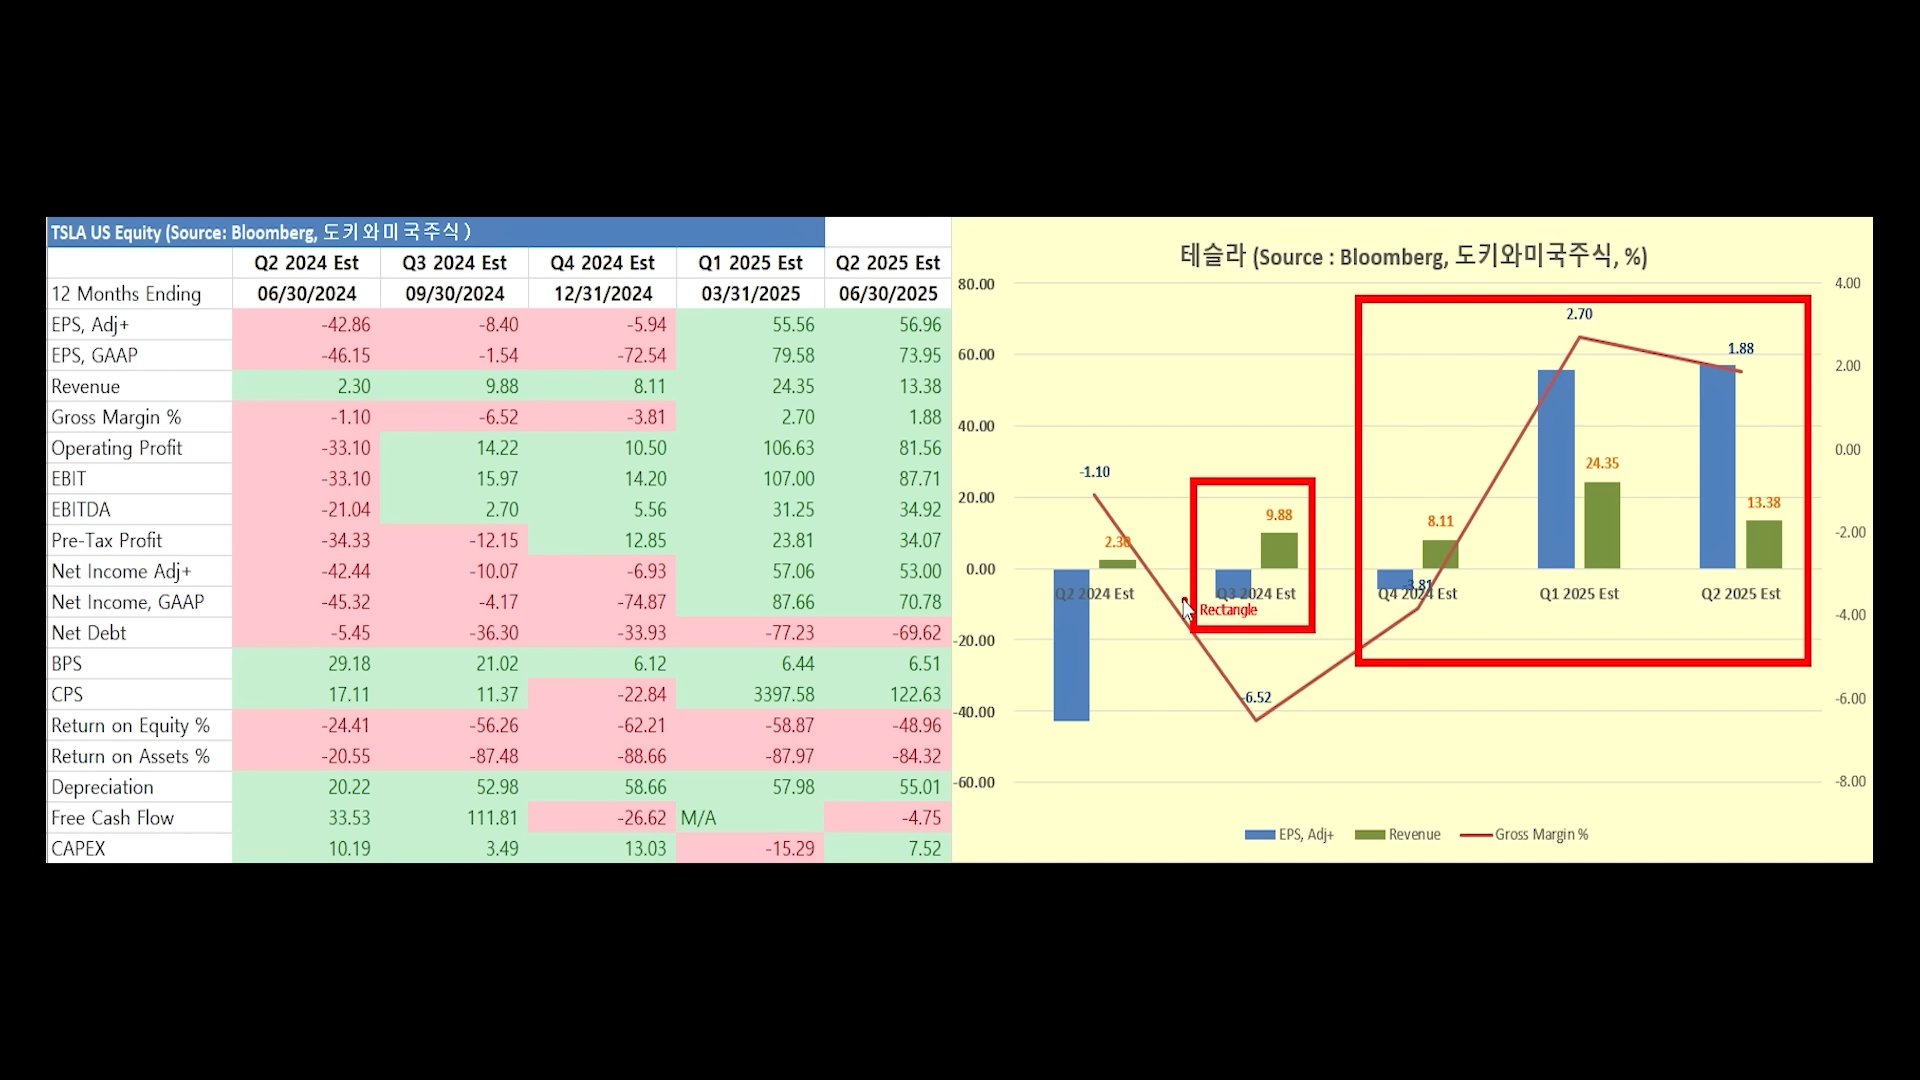 TSLA US Equity (Source: Bloomberg, 도키와미국주식)
Q2 2024 Est Q3 2024 Est Q4 2024 Est Q1 2025 Est Q2 2025 Est
12 Months Ending 06/30/2024 09/30/2024 12/31/2024 03/31/2025 06/30/2025
EPS, Adj+ -42.86 -8.40 -5.94 55.56 56.96
EPS, GAAP -46.15 -1.54 -72.54 79.58 73.95
Revenue 2.30 9.88 8.11 24.35 13.38
Gross Margin % -1.10 -6.52 -3.81 2.70 1.88
Operating Profit -33.10 14.22 10.50 106.63 81.56
EBIT -33.10 15.97 14.20 107.00 87.71
EBITDA -21.04 2.70 5.56 31.25 34.92
Pre-Tax Profit -34.33 -12.15 12.85 23.81 34.07
Net Income Adj+ -42.44 -10.07 -6.93 57.06 53.00
Net Income, GAAP -45.32 -4.17 -74.87 87.66 70.78
Net Debt -5.45 -36.30 -33.93 -77.23 -69.62
BPS 29.18 21.02 6.12 6.44 6.51
CPS 17.11 11.37 -22.84 3397.58 122.63
Return on Equity % -24.41 -56.26 -62.21 -58.87 -48.96
Return on Assets % -20.55 -87.48 -88.66 -87.97 -84.32
Depreciation 20.22 52.98 58.66 57.98 55.01
Free Cash Flow 33.53 111.81 -26.62 M/A -4.75
CAPEX 10.19 3.49 13.03 -15.29 7.52
테슬라 (Source : Bloomberg, 도키와미국주식, %)
80.00 4.00
2.70
60.00 1.88 2.00
40.00 0.00
24.35
-1.10
20.00 13.38
9.88 8.11 -2.00
2.30
0.00
-3.81
Q2 2024 Est Q3 2024 Est Q4 2024 Est Q1 2025 Est Q2 2025 Est
Rectangle -4.00
-20.00
-6.52 -6.00
-40.00
-60.00 -8.00
EPS, Adj+ Revenue Gross Margin %